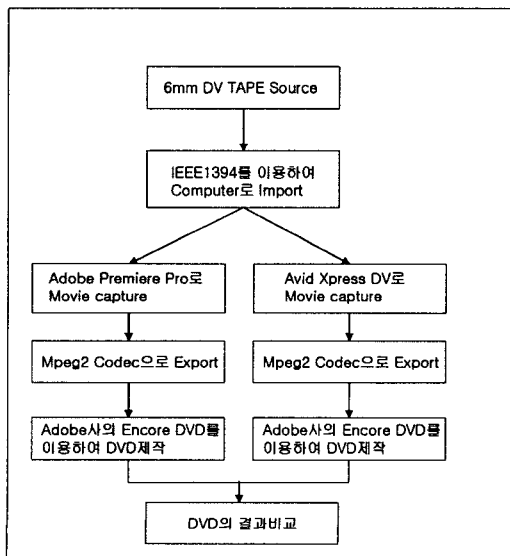 6mm DV TAPE Source
IEEE1394를 이용하여
Computer로 Import
Adobe Premiere Pro로
Movie capture
Avid Xpress DV로
Movie capture
Mpeg2 Codec으로 Export
Mpeg2 Codec으로 Export
Adobe사의 Encore DVD를
이용하여 DVD제작
Adobe사의 Encore DVD를
이용하여 DVD제작
DVD의 결과비교